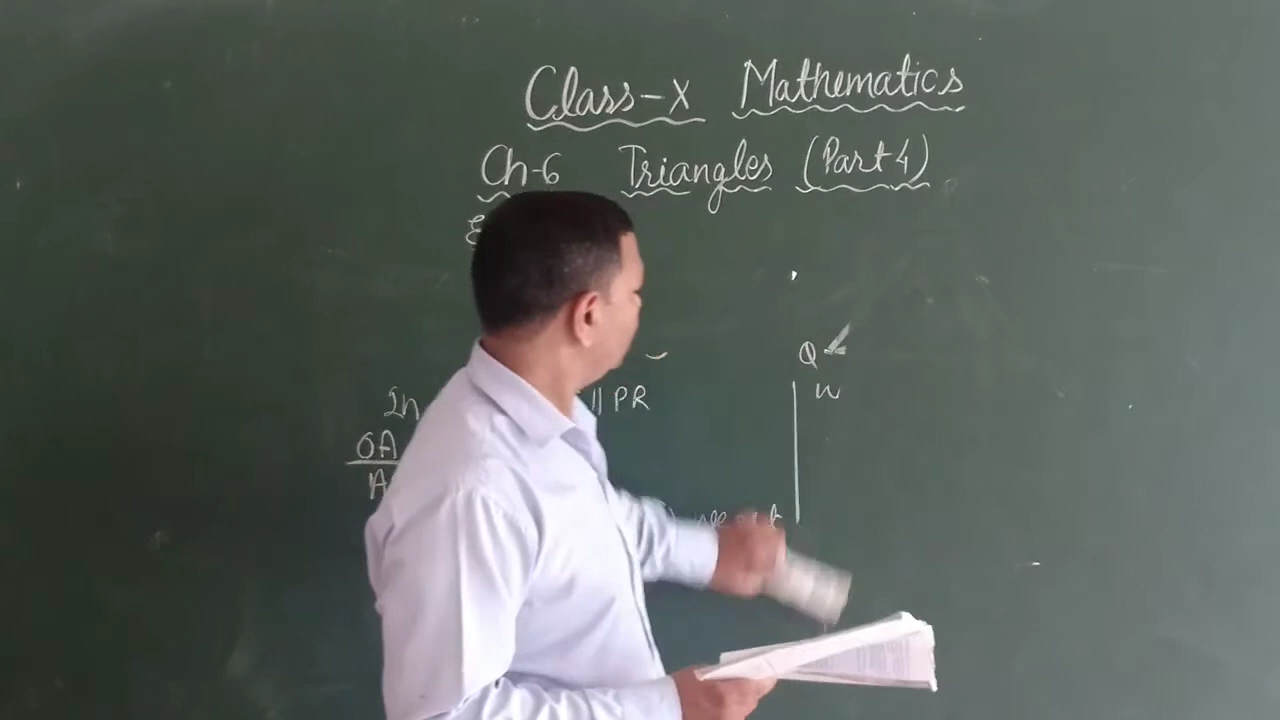 Class-X Mathematics
Ch-6 Triangles (Part 4)
In || PR
OA
Q